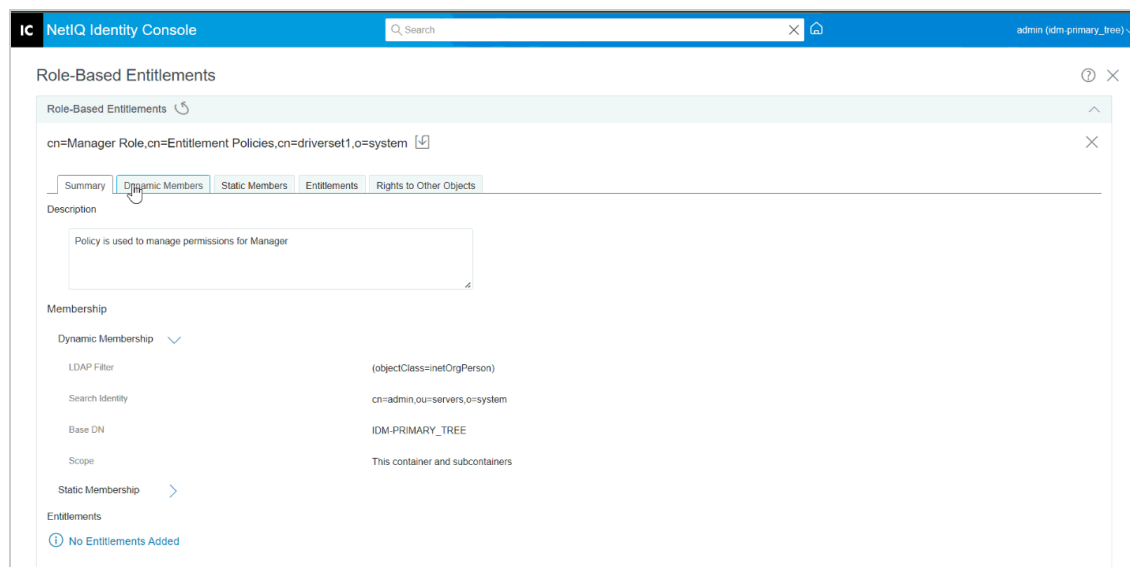 IC NetIQ Identity Console Search admin (idm-primary_tree)
Role-Based Entitlements
Role-Based Entitlements
cn=Manager Role,cn=Entitlement Policies,cn=driverset1,o=system
Summary Dynamic Members Static Members Entitlements Rights to Other Objects
Description
Policy is used to manage permissions for Manager
Membership
Dynamic Membership
LDAP Filter (objectClass=inetOrgPerson)
Search Identity cn=admin,ou=servers,o=system
Base DN IDM-PRIMARY_TREE
Scope This container and subcontainers
Static Membership
Entitlements
No Entitlements Added